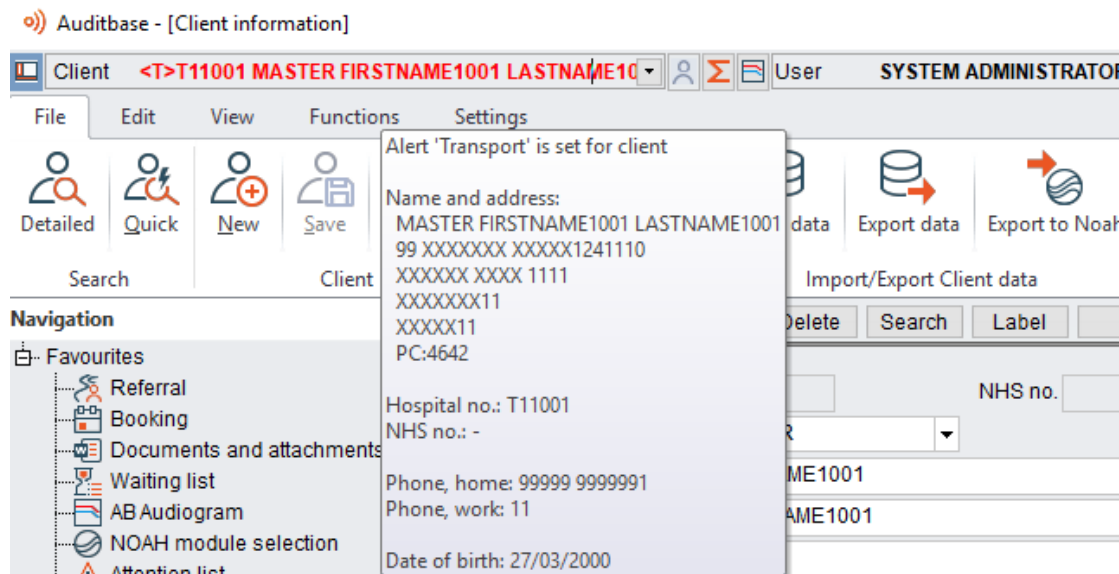 Auditbase - [Client information]
Client <T>T11001 MASTER FIRSTNAME1001 LASTNAME10 User SYSTEM ADMINISTRATOR
File Edit View Functions Settings
Detailed Quick New Save data Export data Export to Noah
Search Client Import/Export Client data
Alert 'Transport' is set for client
Name and address:
MASTER FIRSTNAME1001 LASTNAME1001
99 XXXXXXX XXXXX1241110
XXXXXX XXXX 1111
XXXXXXX11
XXXXX11
PC:4642
Hospital no.: T11001
NHS no.: -
Phone, home: 99999 9999991
Phone, work: 11
Date of birth: 27/03/2000
Navigation
Favourites
Referral
Booking
Documents and attachments
Waiting list
AB Audiogram
NOAH module selection
Attention list
Delete Search Label
NHS no.
R
ME1001
AME1001